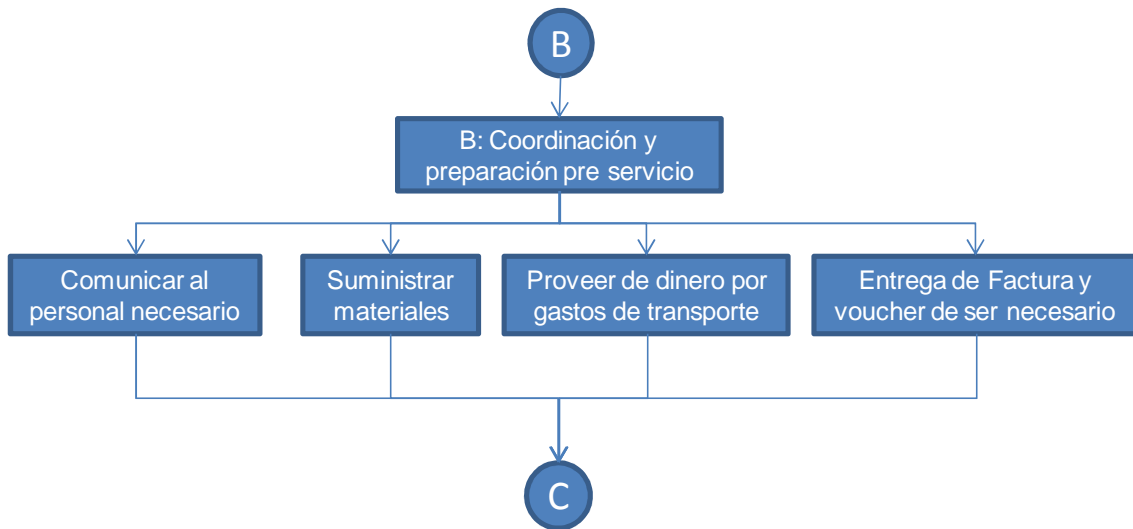 B
B: Coordinación y
preparación pre servicio
Comunicar al
personal necesario
Suministrar
materiales
Proveer de dinero por
gastos de transporte
Entrega de Factura y
voucher de ser necesario
C